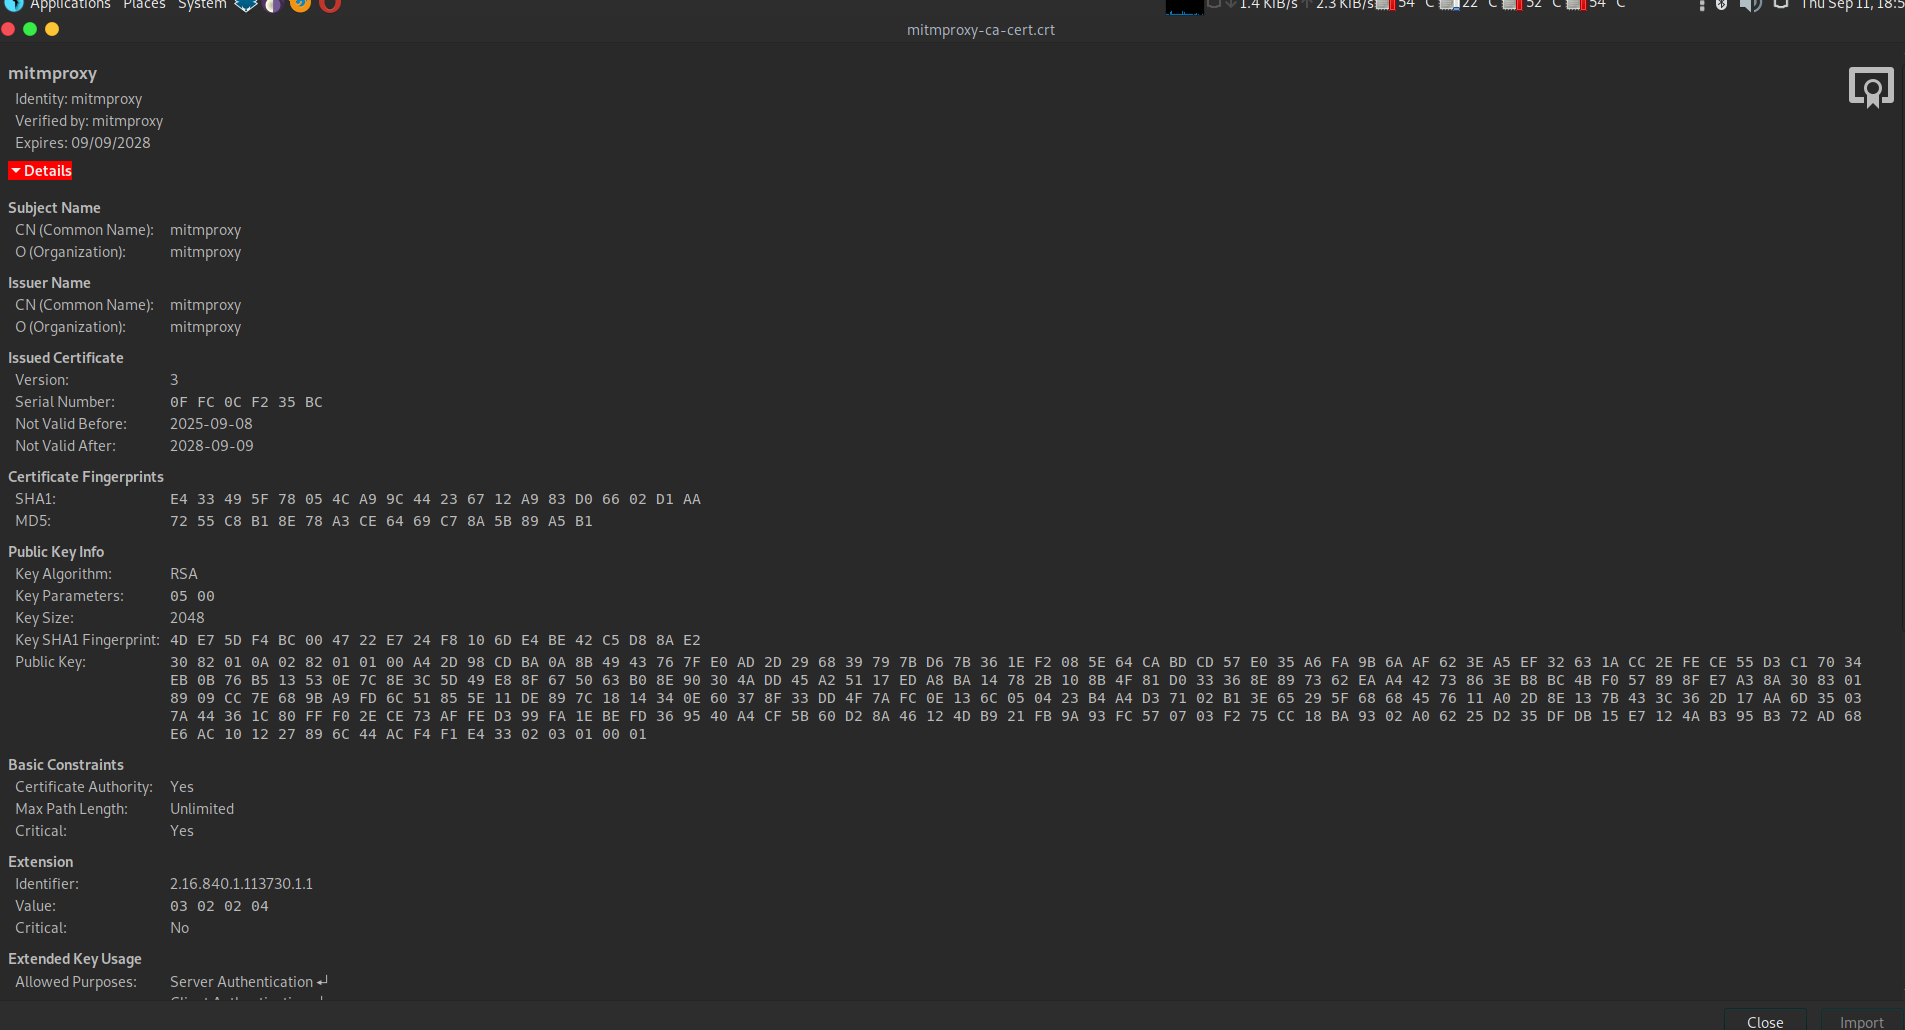 Applications Places System 1.4 KiB/s 2.3 KiB/s 54 °C 22 °C 52 °C 54 °C Thu Sep 11, 18:5
mitmproxy-ca-cert.crt
mitmproxy
Identity: mitmproxy
Verified by: mitmproxy
Expires: 09/09/2028
Details
Subject Name
CN (Common Name): mitmproxy
O (Organization): mitmproxy
Issuer Name
CN (Common Name): mitmproxy
O (Organization): mitmproxy
Issued Certificate
Version: 3
Serial Number: 0F FC 0C F2 35 BC
Not Valid Before: 2025-09-08
Not Valid After: 2028-09-09
Certificate Fingerprints
SHA1: E4 33 49 5F 78 05 4C A9 9C 44 23 67 12 A9 83 D0 66 02 D1 AA
MD5: 72 55 C8 B1 8E 78 A3 CE 64 69 C7 8A 5B 89 A5 B1
Public Key Info
Key Algorithm: RSA
Key Parameters: 05 00
Key Size: 2048
Key SHA1 Fingerprint: 4D E7 5D F4 BC 00 47 22 E7 24 F8 10 6D E4 BE 42 C5 D8 8A E2
Public Key: 30 82 01 0A 02 82 01 01 00 A4 2D 98 CD BA 0A 8B 49 43 76 7F E0 AD 2D 29 68 39 79 7B D6 7B 36 1E F2 08 5E 64 CA BD CD 57 E0 35 A6 FA 9B 6A AF 62 3E A5 EF 32 63 1A CC 2E FE CE 55 D3 C1 70 34
EB 0B 76 B5 13 53 0E 7C 8E 3C 5D 49 E8 8F 67 50 63 B0 8E 90 30 4A DD 45 A2 51 17 ED A8 BA 14 78 2B 10 8B 4F 81 D0 33 36 8E 89 73 62 EA A4 42 73 86 3E B8 BC 4B F0 57 89 8F E7 A3 8A 30 83 01
89 09 CC 7E 68 9B A9 FD 6C 51 85 5E 11 DE 89 7C 18 14 34 0E 60 37 8F 33 DD 4F 7A FC 0E 13 6C 05 04 23 B4 A4 D3 71 02 B1 3E 65 29 5F 68 68 45 76 11 A0 2D 8E 13 7B 43 3C 36 2D 17 AA 6D 35 03
7A 44 36 1C 80 FF F0 2E CE 73 AF FE D3 99 FA 1E BE FD 36 95 40 A4 CF 5B 60 D2 8A 46 12 4D B9 21 FB 9A 93 FC 57 07 03 F2 75 CC 18 BA 93 02 A0 62 25 D2 35 DF DB 15 E7 12 4A B3 95 B3 72 AD 68
E6 AC 10 12 27 89 6C 44 AC F4 F1 E4 33 02 03 01 00 01
Basic Constraints
Certificate Authority: Yes
Max Path Length: Unlimited
Critical: Yes
Extension
Identifier: 2.16.840.1.113730.1.1
Value: 03 02 02 04
Critical: No
Extended Key Usage
Allowed Purposes: Server Authentication ↵
Close Import